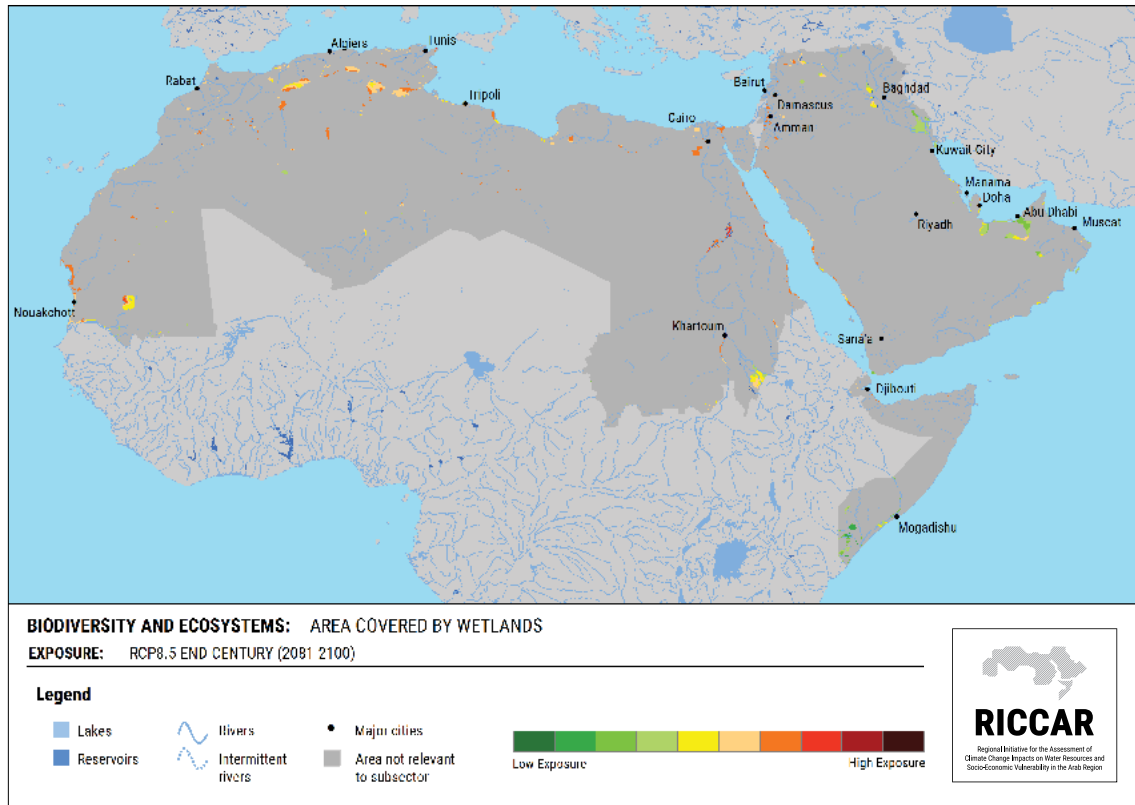 Algiers
Tunis
Rabat
Tripoli
Beirut
Baghdad
Damascus
Cairo
Amman
Kuwait City
Manama
Doha
Abu Dhabi
Muscat
Riyadh
Nouakchott
Khartoum
Sana'a
Djibouti
Mogadishu
BIODIVERSITY AND ECOSYSTEMS: AREA COVERED BY WETLANDS
EXPOSURE: RCP8.5 END CENTURY (2081 2100)
Legend
Lakes
Rivers
Major cities
Reservoirs
Intermittent
rivers
Area not relevant
to subsector
Low Exposure
High Exposure
RICCAR
Regional Initiative for the Assessment of
Climate Change Impacts on Water Resources and
Socio-Economic Vulnerability in the Arab Region